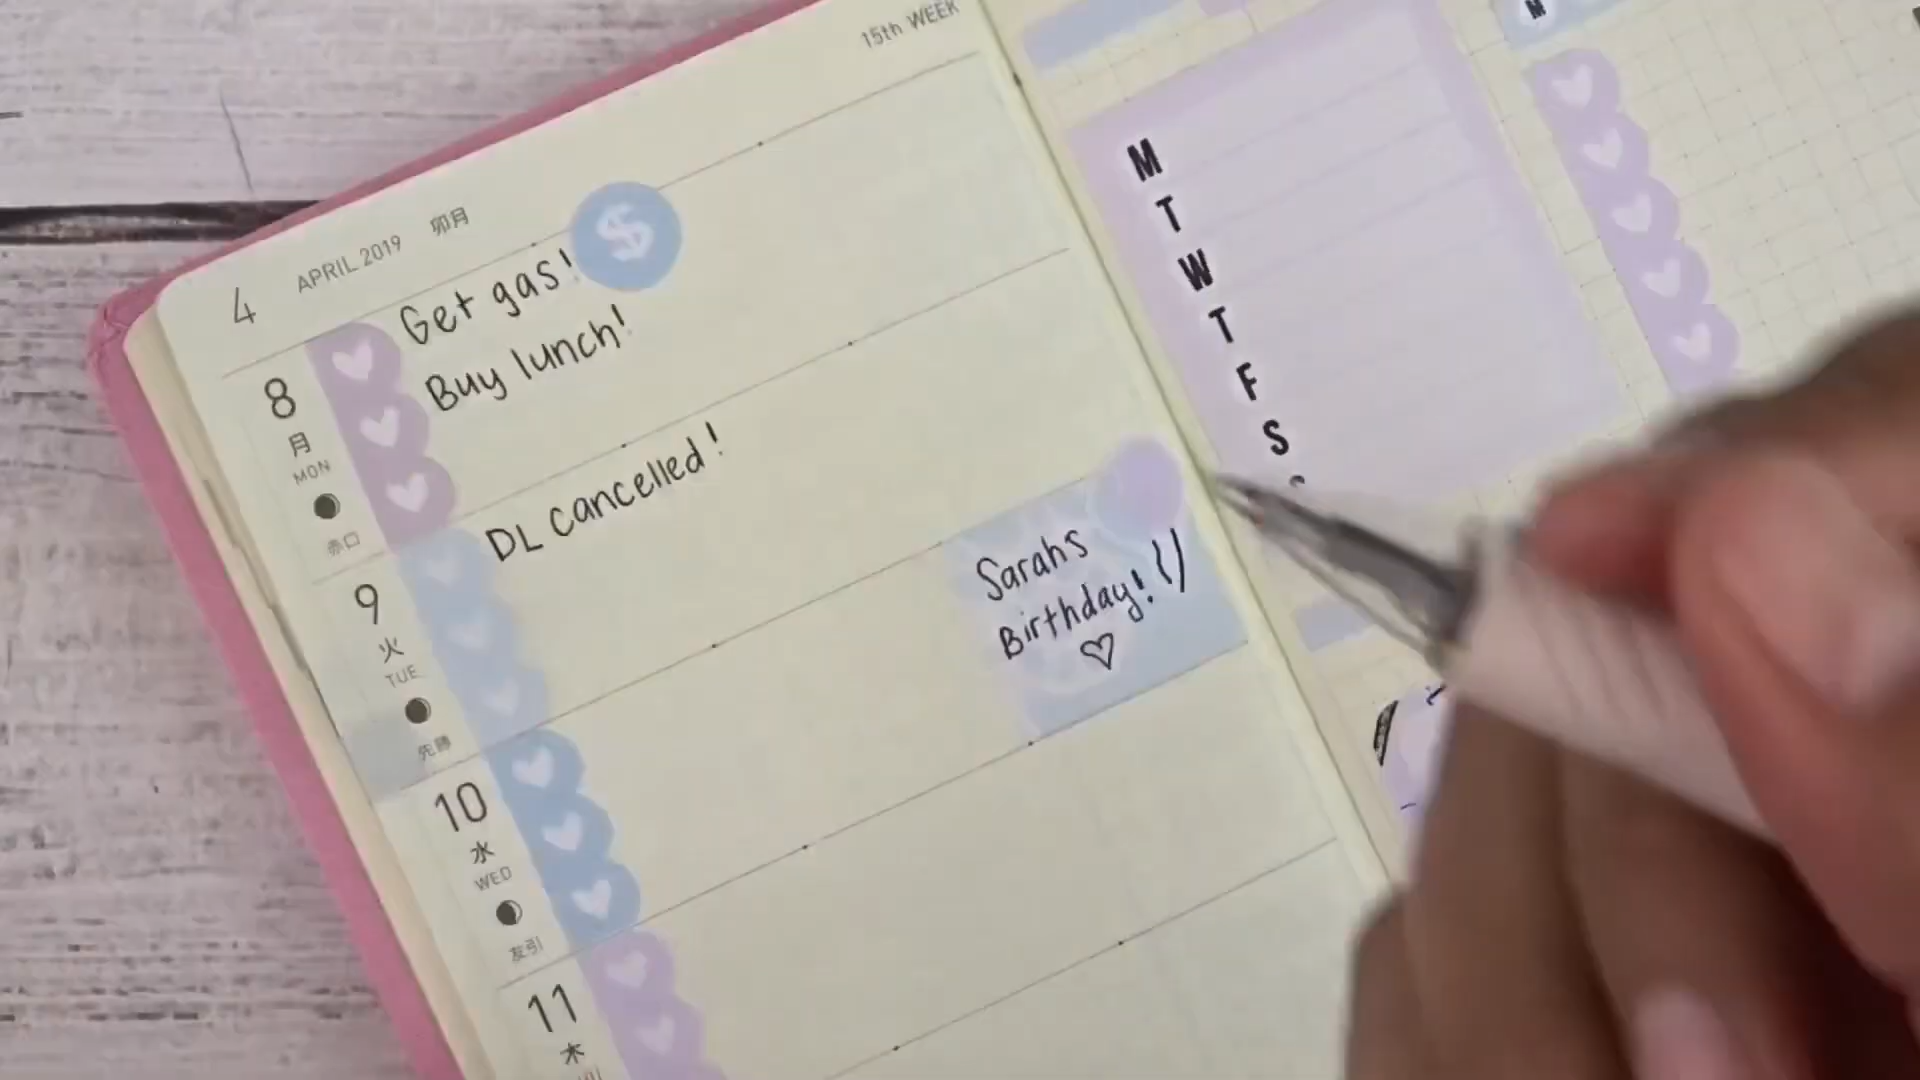 15th WEEK
4 APRIL 2019 卯月
$
Get gas!
Buy lunch!
8
月
MON
赤口
DL cancelled!
9
火
TUE
先勝
Sarahs
Birthday! !!
♡
10
水
WED
友引
11
木
M
T
W
T
F
S
M